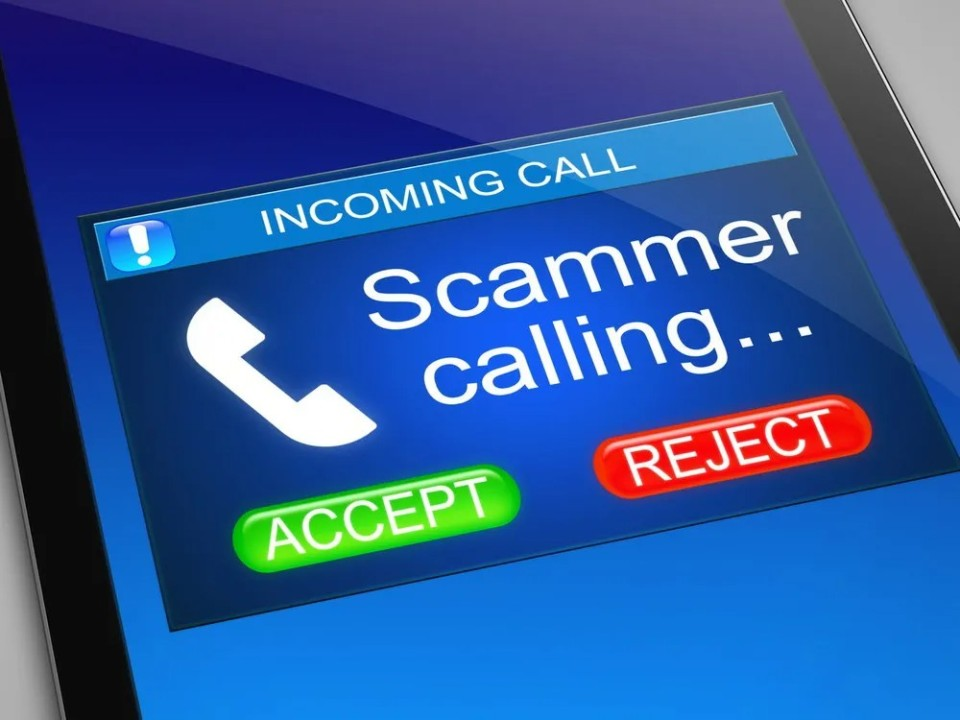 INCOMING CALL
Scammer
calling...
ACCEPT
REJECT